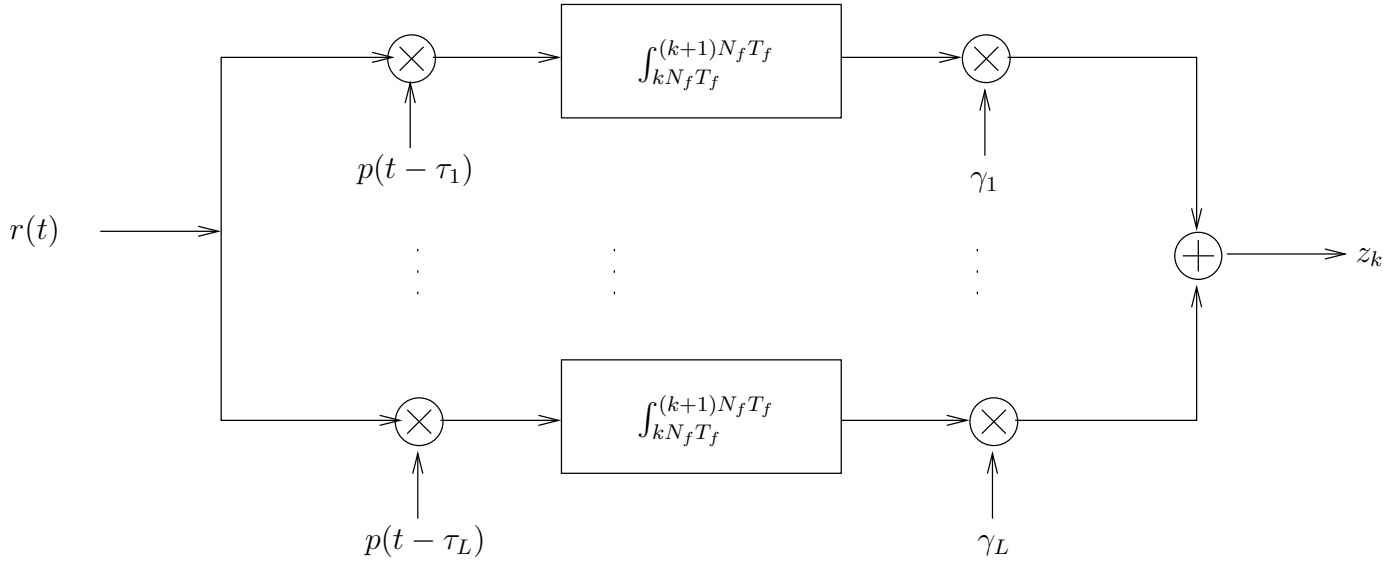 ∫_{kN_fT_f}^{(k+1)N_fT_f}
p(t − τ_1)
γ_1
r(t)
z_k
∫_{kN_fT_f}^{(k+1)N_fT_f}
p(t − τ_L)
γ_L